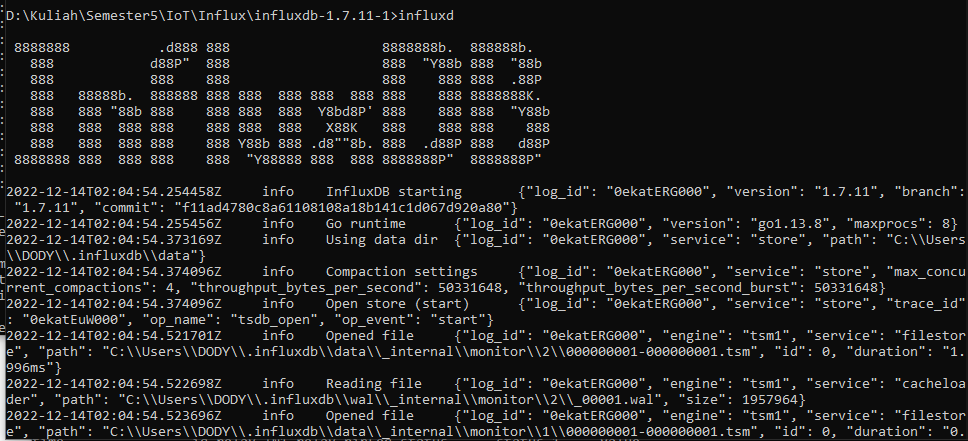 D:\Kuliah\Semester5\IoT\Influx\influxdb-1.7.11-1>influxd
 8888888           .d888 888                   8888888b.  888888b.
   888            d88P"  888                   888  "Y88b 888  "88b
   888            888    888                   888    888 888  .88P
   888   88888b.  888888 888 888  888 888  888 888    888 8888888K.
   888   888 "88b 888    888 888  888  Y8bd8P' 888    888 888  "Y88b
   888   888  888 888    888 888  888   X88K   888    888 888    888
   888   888  888 888    888 Y88b 888 .d8""8b. 888  .d88P 888   d88P
 8888888 888  888 888    888  "Y88888 888  888 8888888P"  8888888P"
2022-12-14T02:04:54.254458Z     info    InfluxDB starting       {"log_id": "0ekatERG000", "version": "1.7.11", "branch":
 "1.7.11", "commit": "f11ad4780c8a61108108a18b141c1d067d920a80"}
2022-12-14T02:04:54.255456Z     info    Go runtime      {"log_id": "0ekatERG000", "version": "go1.13.8", "maxprocs": 8}
2022-12-14T02:04:54.373169Z     info    Using data dir  {"log_id": "0ekatERG000", "service": "store", "path": "C:\\Users
\\DODY\\.influxdb\\data"}
2022-12-14T02:04:54.374096Z     info    Compaction settings     {"log_id": "0ekatERG000", "service": "store", "max_concu
rrent_compactions": 4, "throughput_bytes_per_second": 50331648, "throughput_bytes_per_second_burst": 50331648}
2022-12-14T02:04:54.374096Z     info    Open store (start)      {"log_id": "0ekatERG000", "service": "store", "trace_id"
: "0ekatEuW000", "op_name": "tsdb_open", "op_event": "start"}
2022-12-14T02:04:54.521701Z     info    Opened file     {"log_id": "0ekatERG000", "engine": "tsm1", "service": "filestor
e", "path": "C:\\Users\\DODY\\.influxdb\\data\\_internal\\monitor\\2\\000000001-000000001.tsm", "id": 0, "duration": "1.
996ms"}
2022-12-14T02:04:54.522698Z     info    Reading file    {"log_id": "0ekatERG000", "engine": "tsm1", "service": "cacheloa
der", "path": "C:\\Users\\DODY\\.influxdb\\wal\\_internal\\monitor\\2\\_00001.wal", "size": 1957964}
2022-12-14T02:04:54.523696Z     info    Opened file     {"log_id": "0ekatERG000", "engine": "tsm1", "service": "filestor
e", "path": "C:\\Users\\DODY\\.influxdb\\data\\_internal\\monitor\\1\\000000001-000000001.tsm", "id": 0, "duration": "0.